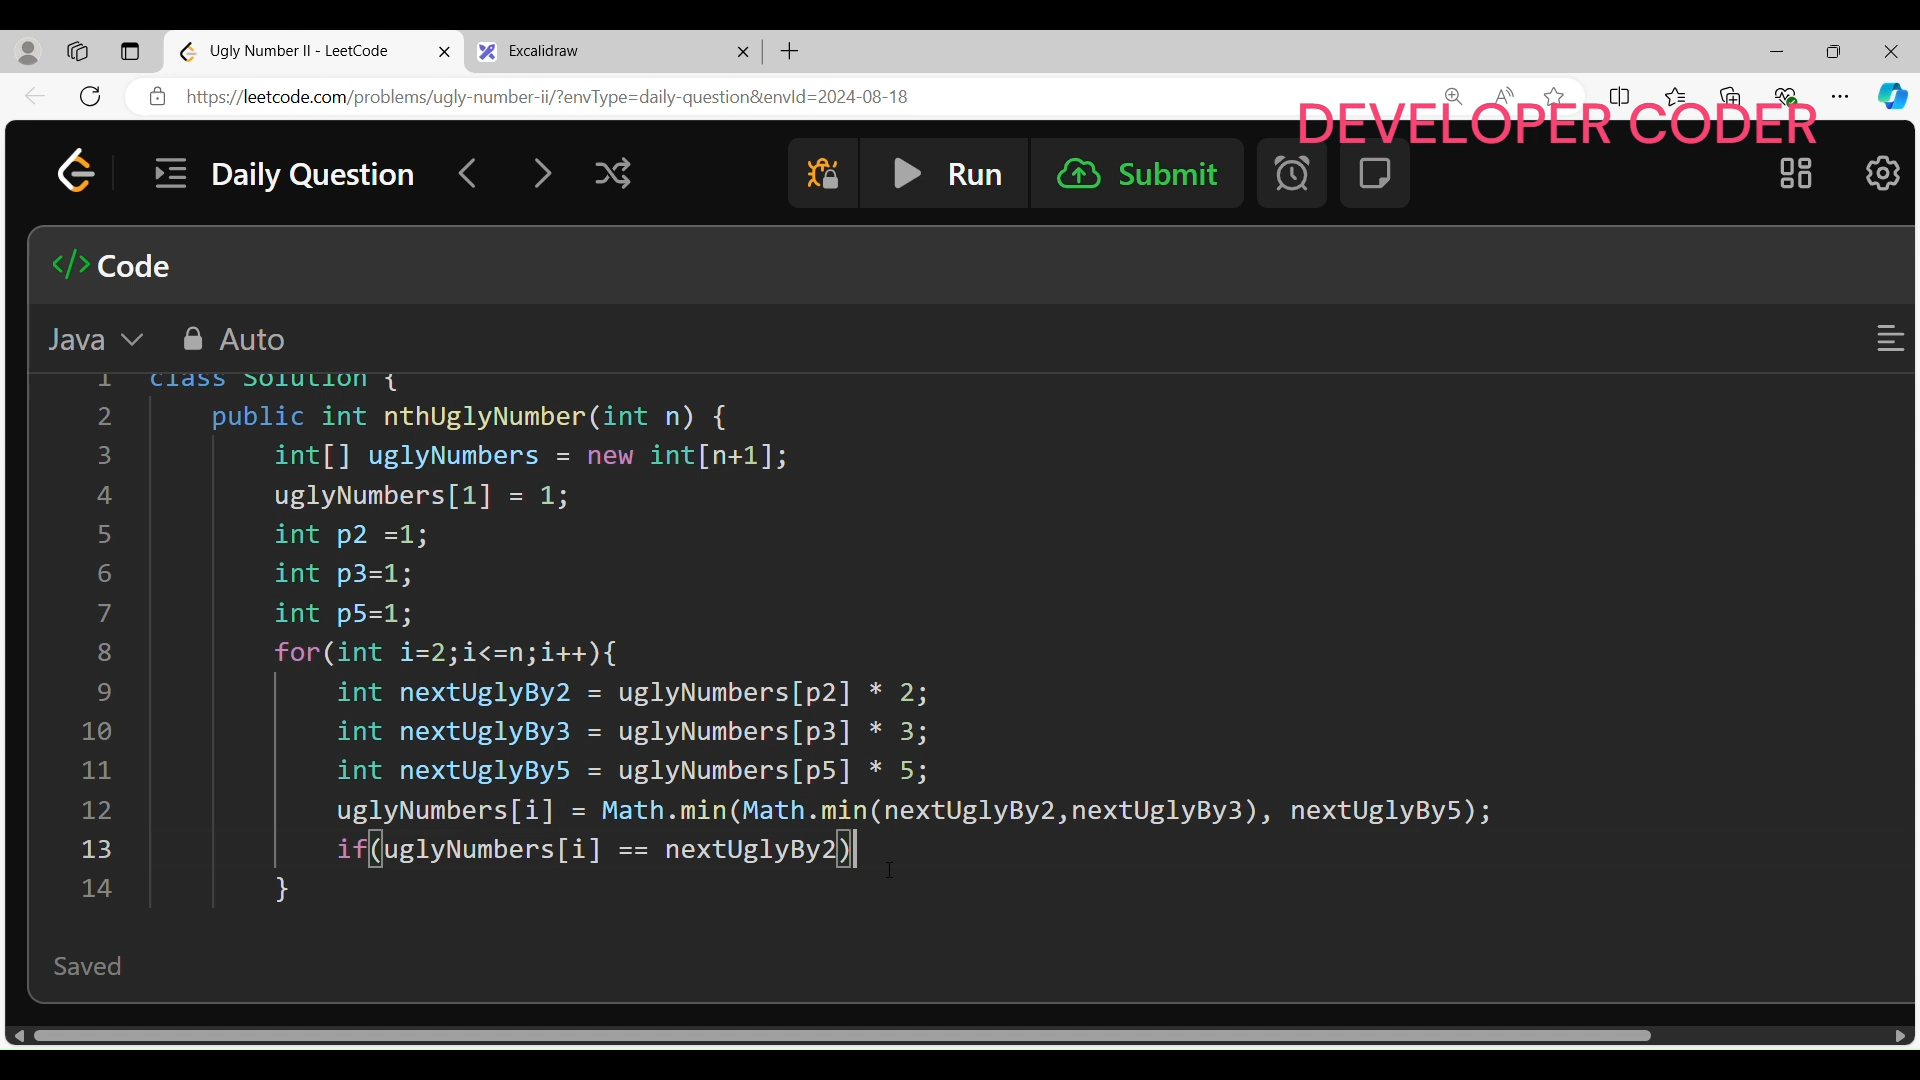 Ugly Number II - LeetCode
Excalidraw
https://leetcode.com/problems/ugly-number-ii/?envType=daily-question&envId=2024-08-18
DEVELOPER CODER
Daily Question
Run
Submit
</> Code
Java
Auto
1 class Solution {
2 public int nthUglyNumber(int n) {
3 int[] uglyNumbers = new int[n+1];
4 uglyNumbers[1] = 1;
5 int p2 =1;
6 int p3=1;
7 int p5=1;
8 for(int i=2;i<=n;i++){
9 int nextUglyBy2 = uglyNumbers[p2] * 2;
10 int nextUglyBy3 = uglyNumbers[p3] * 3;
11 int nextUglyBy5 = uglyNumbers[p5] * 5;
12 uglyNumbers[i] = Math.min(Math.min(nextUglyBy2,nextUglyBy3), nextUglyBy5);
13 if(uglyNumbers[i] == nextUglyBy2)
14 }
Saved